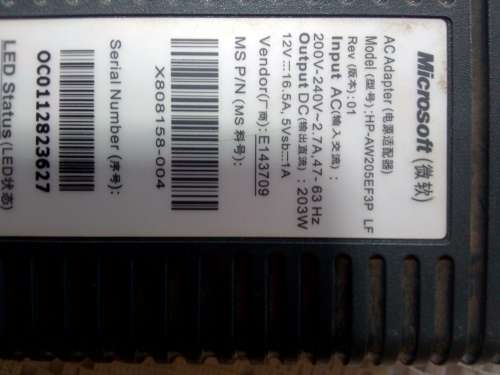 Microsoft (微软)
AC Adapter (电源适配器)
Model (型号):HP-AW205EF3P LF
Rev (版本):01
Input AC(输入交流) :
200V-240V~2.7A,47-63 Hz
Output DC(输出直流) : 203W
12V⎓16.5A, 5Vsb⎓1A
Vendor(厂商): E143709
MS P/N (MS 料号):
X808158-004
Serial Number (序号):
OC0112823627
LED Status (LED状态)